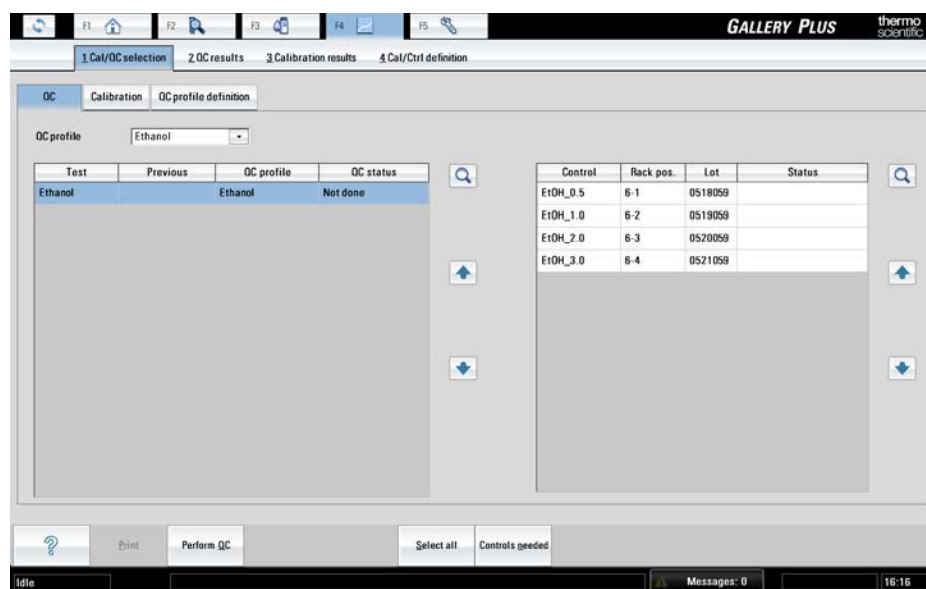 F1 F2 F3 F4 F5 GALLERY PLUS thermo
scientific
1 Cal/QC selection 2 QC results 3 Calibration results 4 Cal/Ctrl definition
QC Calibration QC profile definition
QC profile Ethanol
Test Previous QC profile QC status
Ethanol Ethanol Not done
Control Rack pos. Lot Status
EtOH_0.5 6-1 0518059
EtOH_1.0 6-2 0519059
EtOH_2.0 6-3 0520059
EtOH_3.0 6-4 0521059
? Print Perform QC Select all Controls needed
Idle Messages: 0 16:16